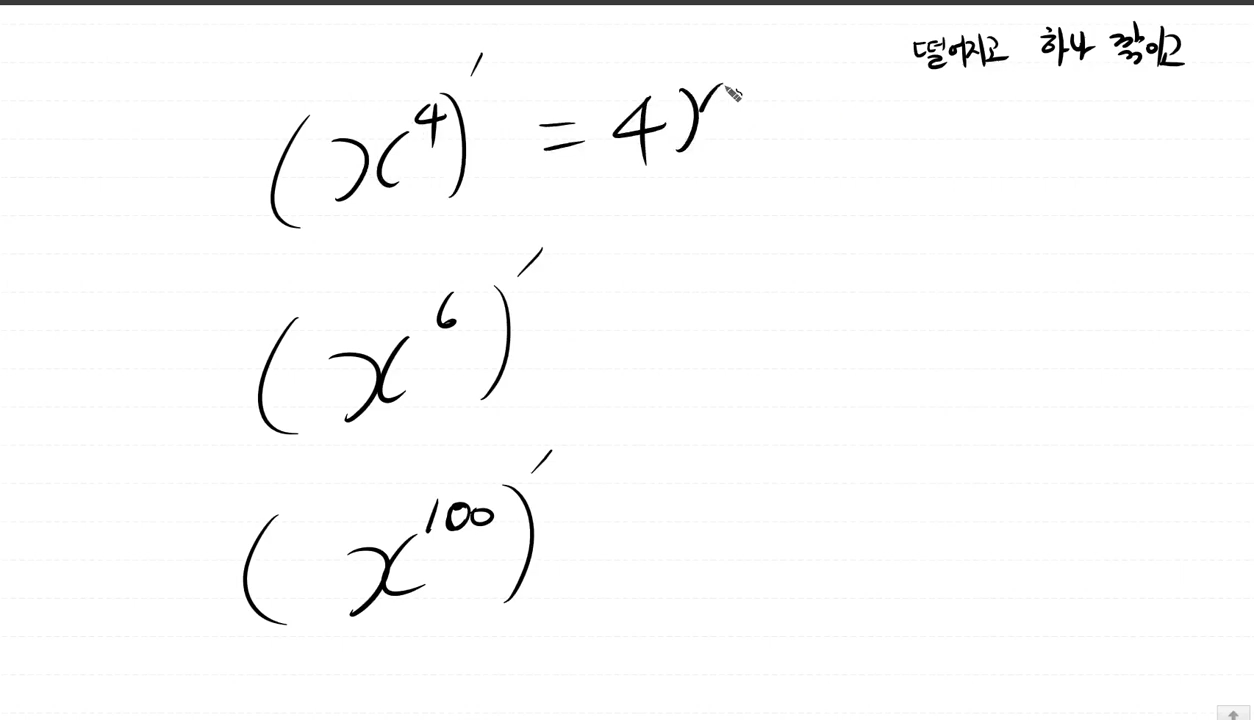 떨어지고 하나 깎이고
(x⁴)′ = 4x
(x⁶)′
(x¹⁰⁰)′